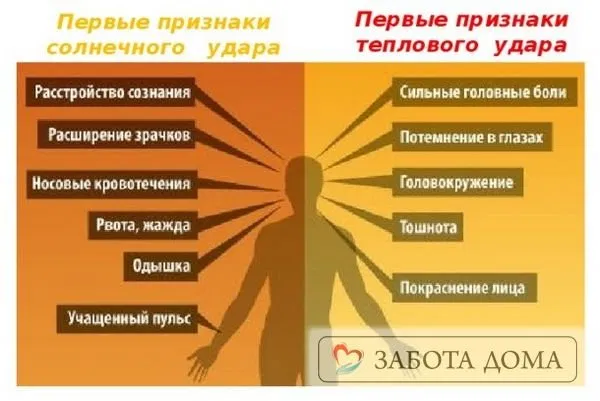 Первые признаки
солнечного удара
Первые признаки
теплового удара
Расстройство сознания
Расширение зрачков
Носовые кровотечения
Рвота, жажда
Одышка
Учащенный пульс
Сильные головные боли
Потемнение в глазах
Головокружение
Тошнота
Покраснение лица
ЗАБОТА ДОМА